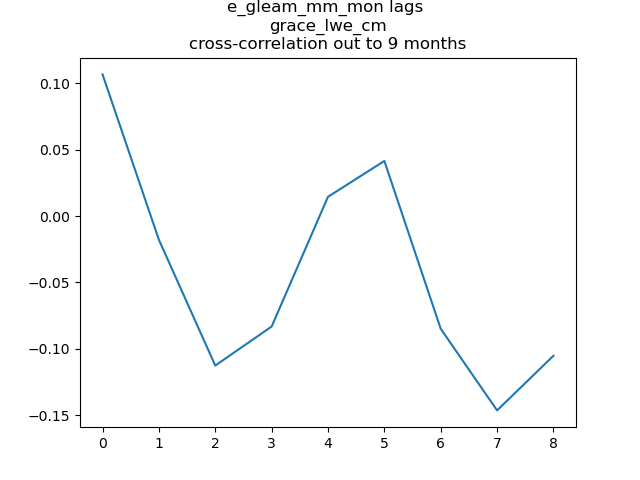 e_gleam_mm_mon lags
grace_lwe_cm
cross-correlation out to 9 months
0.10
0.05
0.00
−0.05
−0.10
−0.15
0 1 2 3 4 5 6 7 8